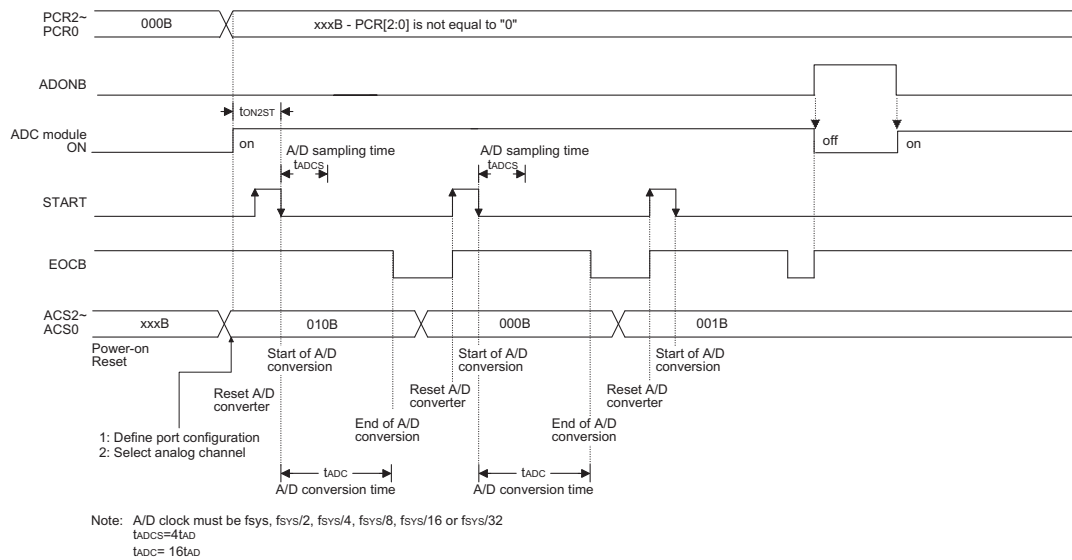 PCR2~
PCR0
000B
xxxB - PCR[2:0] is not equal to "0"
ADONB
tON2ST
ADC module
ON
on
off
on
A/D sampling time
tADCS
A/D sampling time
tADCS
START
EOCB
ACS2~
ACS0
xxxB
010B
000B
001B
Power-on
Reset
Start of A/D
conversion
Start of A/D
conversion
Start of A/D
conversion
Reset A/D
converter
Reset A/D
converter
Reset A/D
converter
End of A/D
conversion
End of A/D
conversion
1: Define port configuration
2: Select analog channel
tADC
A/D conversion time
tADC
A/D conversion time
Note: A/D clock must be fsys, fSYS/2, fSYS/4, fSYS/8, fSYS/16 or fSYS/32
tADCS=4tAD
tADC= 16tAD